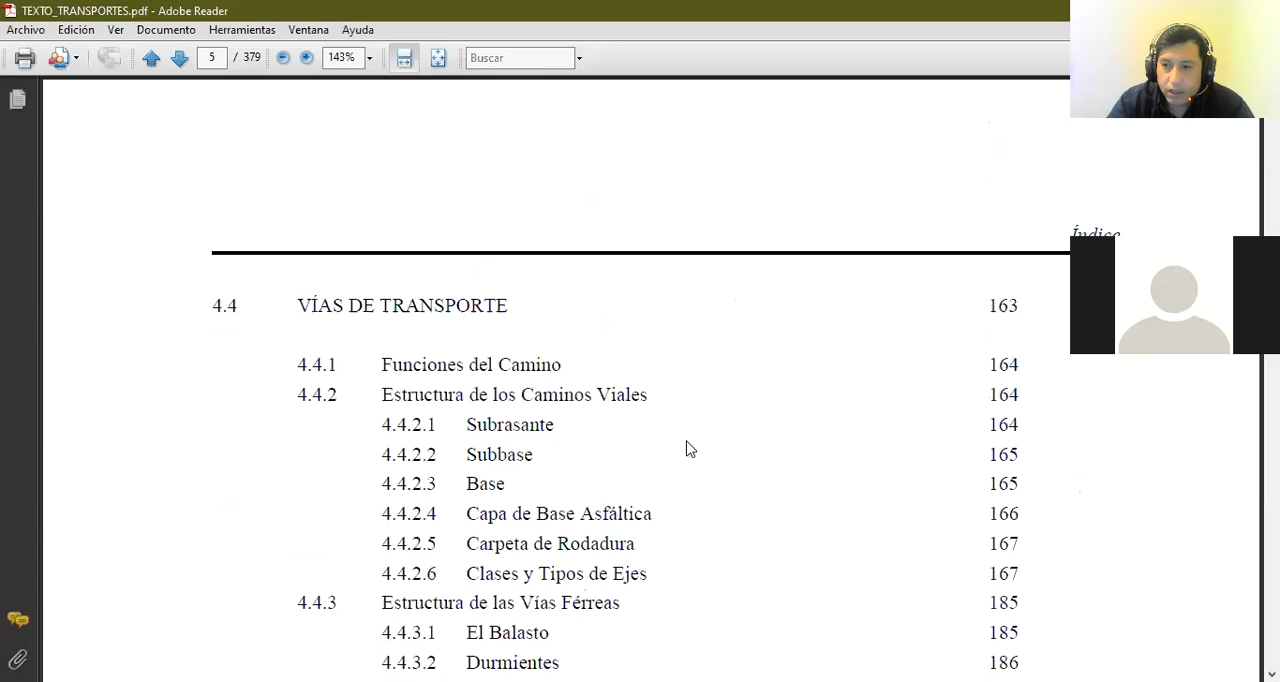 TEXTO_TRANSPORTES.pdf - Adobe Reader
Archivo Edición Ver Documento Herramientas Ventana Ayuda
5 / 379 143% Buscar
Índice
4.4 VÍAS DE TRANSPORTE 163
4.4.1 Funciones del Camino 164
4.4.2 Estructura de los Caminos Viales 164
4.4.2.1 Subrasante 164
4.4.2.2 Subbase 165
4.4.2.3 Base 165
4.4.2.4 Capa de Base Asfáltica 166
4.4.2.5 Carpeta de Rodadura 167
4.4.2.6 Clases y Tipos de Ejes 167
4.4.3 Estructura de las Vías Férreas 185
4.4.3.1 El Balasto 185
4.4.3.2 Durmientes 186